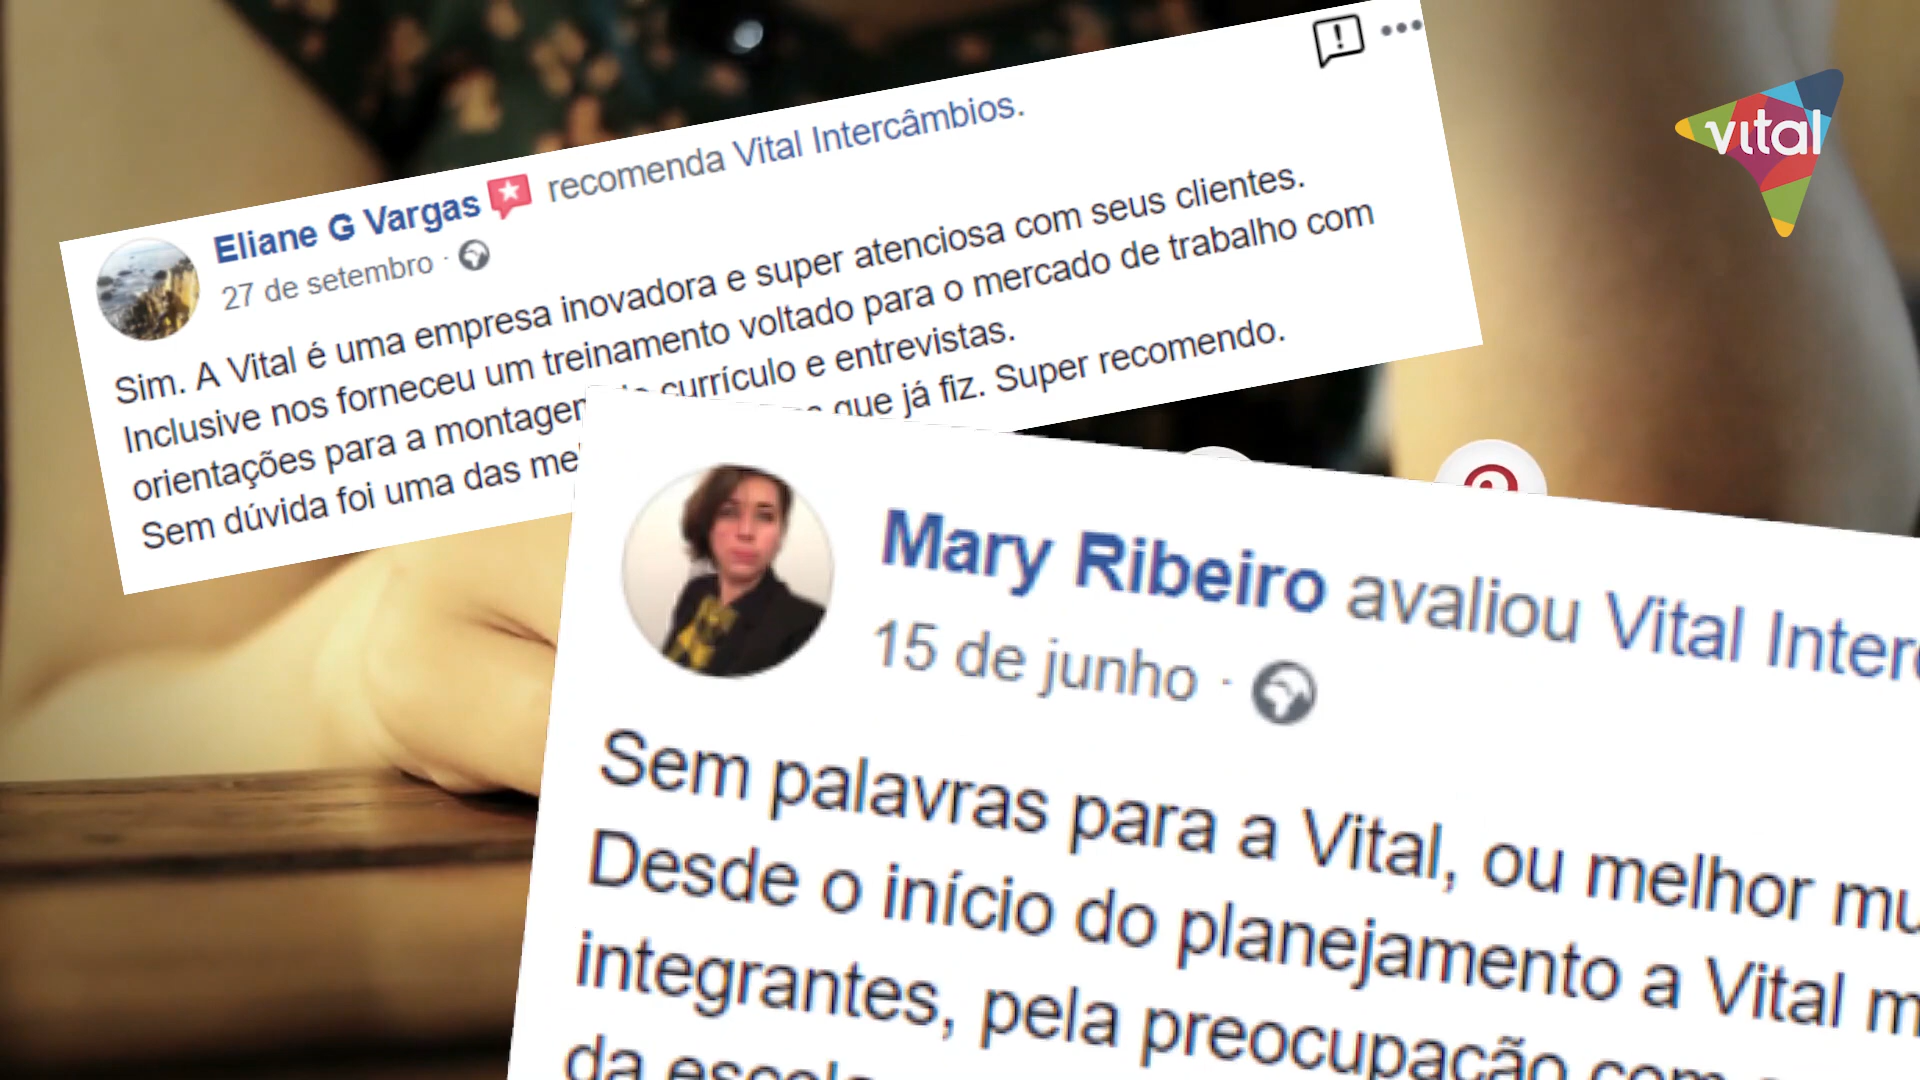 Eliane G Vargas recomenda Vital Intercâmbios.
27 de setembro ·
Sim. A Vital é uma empresa inovadora e super atenciosa com seus clientes.
Inclusive nos forneceu um treinamento voltado para o mercado de trabalho com
orientações para a montagem currículo e entrevistas.
Sem dúvida foi uma das que já fiz. Super recomendo.
vital
Mary Ribeiro avaliou Vital
15 de junho ·
Sem palavras para a Vital, ou melhor
Desde o início do planejamento a Vital
integrantes, pela preocupação
da